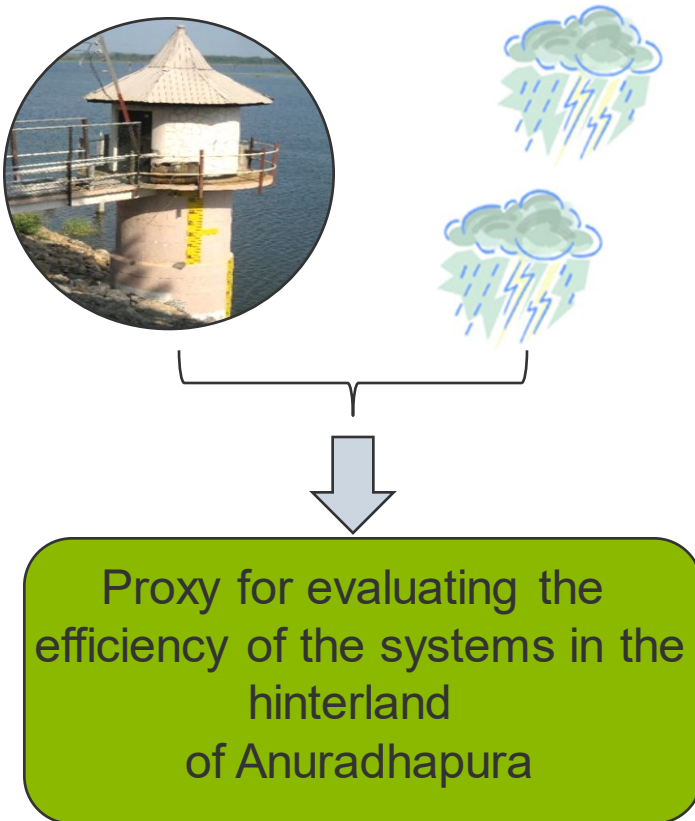 Proxy for evaluating the
efficiency of the systems in the
hinterland
of Anuradhapura